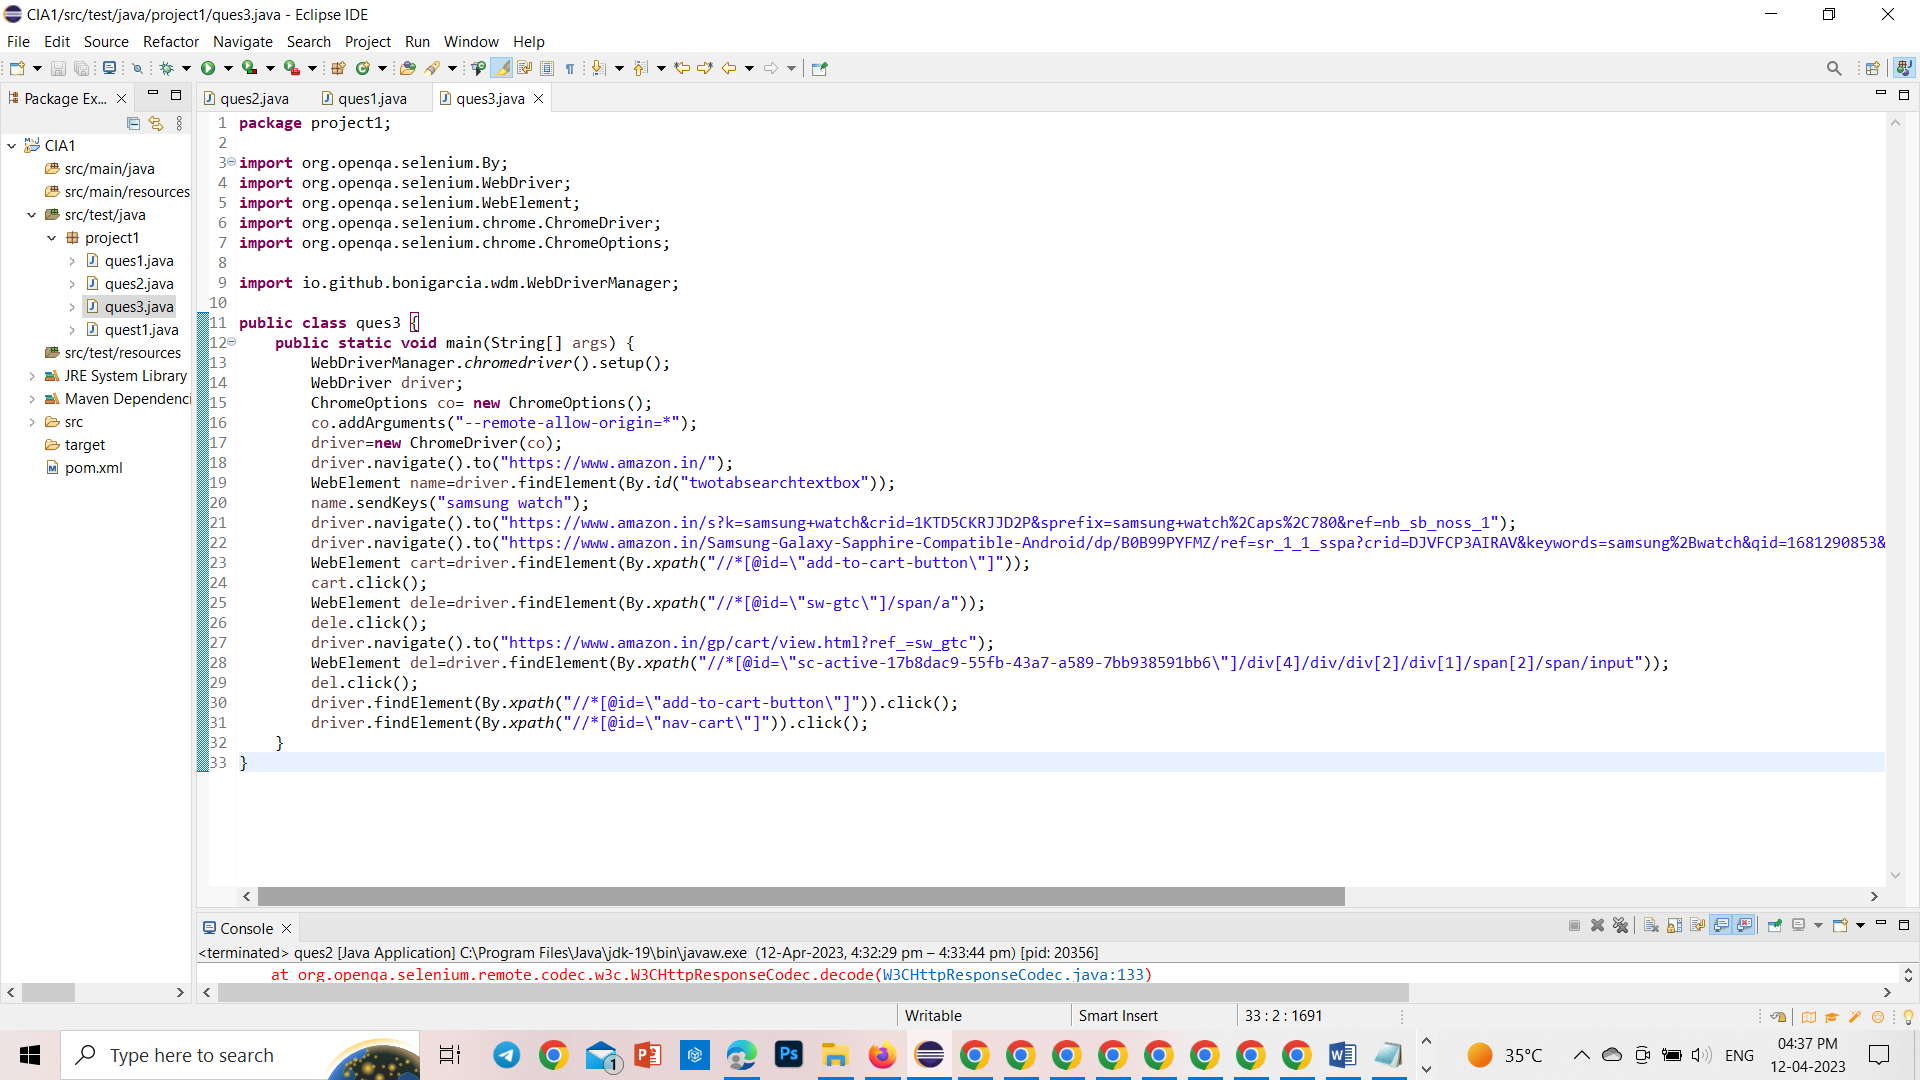 CIA1/src/test/java/project1/ques3.java - Eclipse IDE
File Edit Source Refactor Navigate Search Project Run Window Help
Package Ex...
ques2.java ques1.java ques3.java
CIA1
src/main/java
src/main/resources
src/test/java
project1
ques1.java
ques2.java
ques3.java
quest1.java
src/test/resources
JRE System Library
Maven Dependenci
src
target
pom.xml
1 package project1;
2
3 import org.openqa.selenium.By;
4 import org.openqa.selenium.WebDriver;
5 import org.openqa.selenium.WebElement;
6 import org.openqa.selenium.chrome.ChromeDriver;
7 import org.openqa.selenium.chrome.ChromeOptions;
8
9 import io.github.bonigarcia.wdm.WebDriverManager;
10
11 public class ques3 {
12 public static void main(String[] args) {
13 WebDriverManager.chromedriver().setup();
14 WebDriver driver;
15 ChromeOptions co= new ChromeOptions();
16 co.addArguments("--remote-allow-origin=*");
17 driver=new ChromeDriver(co);
18 driver.navigate().to("https://www.amazon.in/");
19 WebElement name=driver.findElement(By.id("twotabsearchtextbox"));
20 name.sendKeys("samsung watch");
21 driver.navigate().to("https://www.amazon.in/s?k=samsung+watch&crid=1KTD5CKRJJD2P&sprefix=samsung+watch%2Caps%2C780&ref=nb_sb_noss_1");
22 driver.navigate().to("https://www.amazon.in/Samsung-Galaxy-Sapphire-Compatible-Android/dp/B0B99PYFMZ/ref=sr_1_1_sspa?crid=DJVFCP3AIRAV&keywords=samsung%2Bwatch&qid=1681290853&
23 WebElement cart=driver.findElement(By.xpath("//*[@id=\"add-to-cart-button\"]"));
24 cart.click();
25 WebElement dele=driver.findElement(By.xpath("//*[@id=\"sw-gtc\"]/span/a"));
26 dele.click();
27 driver.navigate().to("https://www.amazon.in/gp/cart/view.html?ref_=sw_gtc");
28 WebElement del=driver.findElement(By.xpath("//*[@id=\"sc-active-17b8dac9-55fb-43a7-a589-7bb938591bb6\"]/div[4]/div/div[2]/div[1]/span[2]/span/input"));
29 del.click();
30 driver.findElement(By.xpath("//*[@id=\"add-to-cart-button\"]")).click();
31 driver.findElement(By.xpath("//*[@id=\"nav-cart\"]")).click();
32 }
33 }
Console
<terminated> ques2 [Java Application] C:\Program Files\Java\jdk-19\bin\javaw.exe (12-Apr-2023, 4:32:29 pm – 4:33:44 pm) [pid: 20356]
at org.openqa.selenium.remote.codec.w3c.W3CHttpResponseCodec.decode(W3CHttpResponseCodec.java:133)
Writable Smart Insert 33 : 2 : 1691
Type here to search
1
Ps
35°C
ENG
04:37 PM
12-04-2023